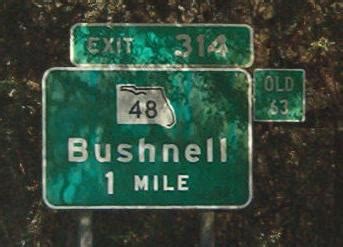 EXIT 314
OLD
63
48
Bushnell
1 MILE